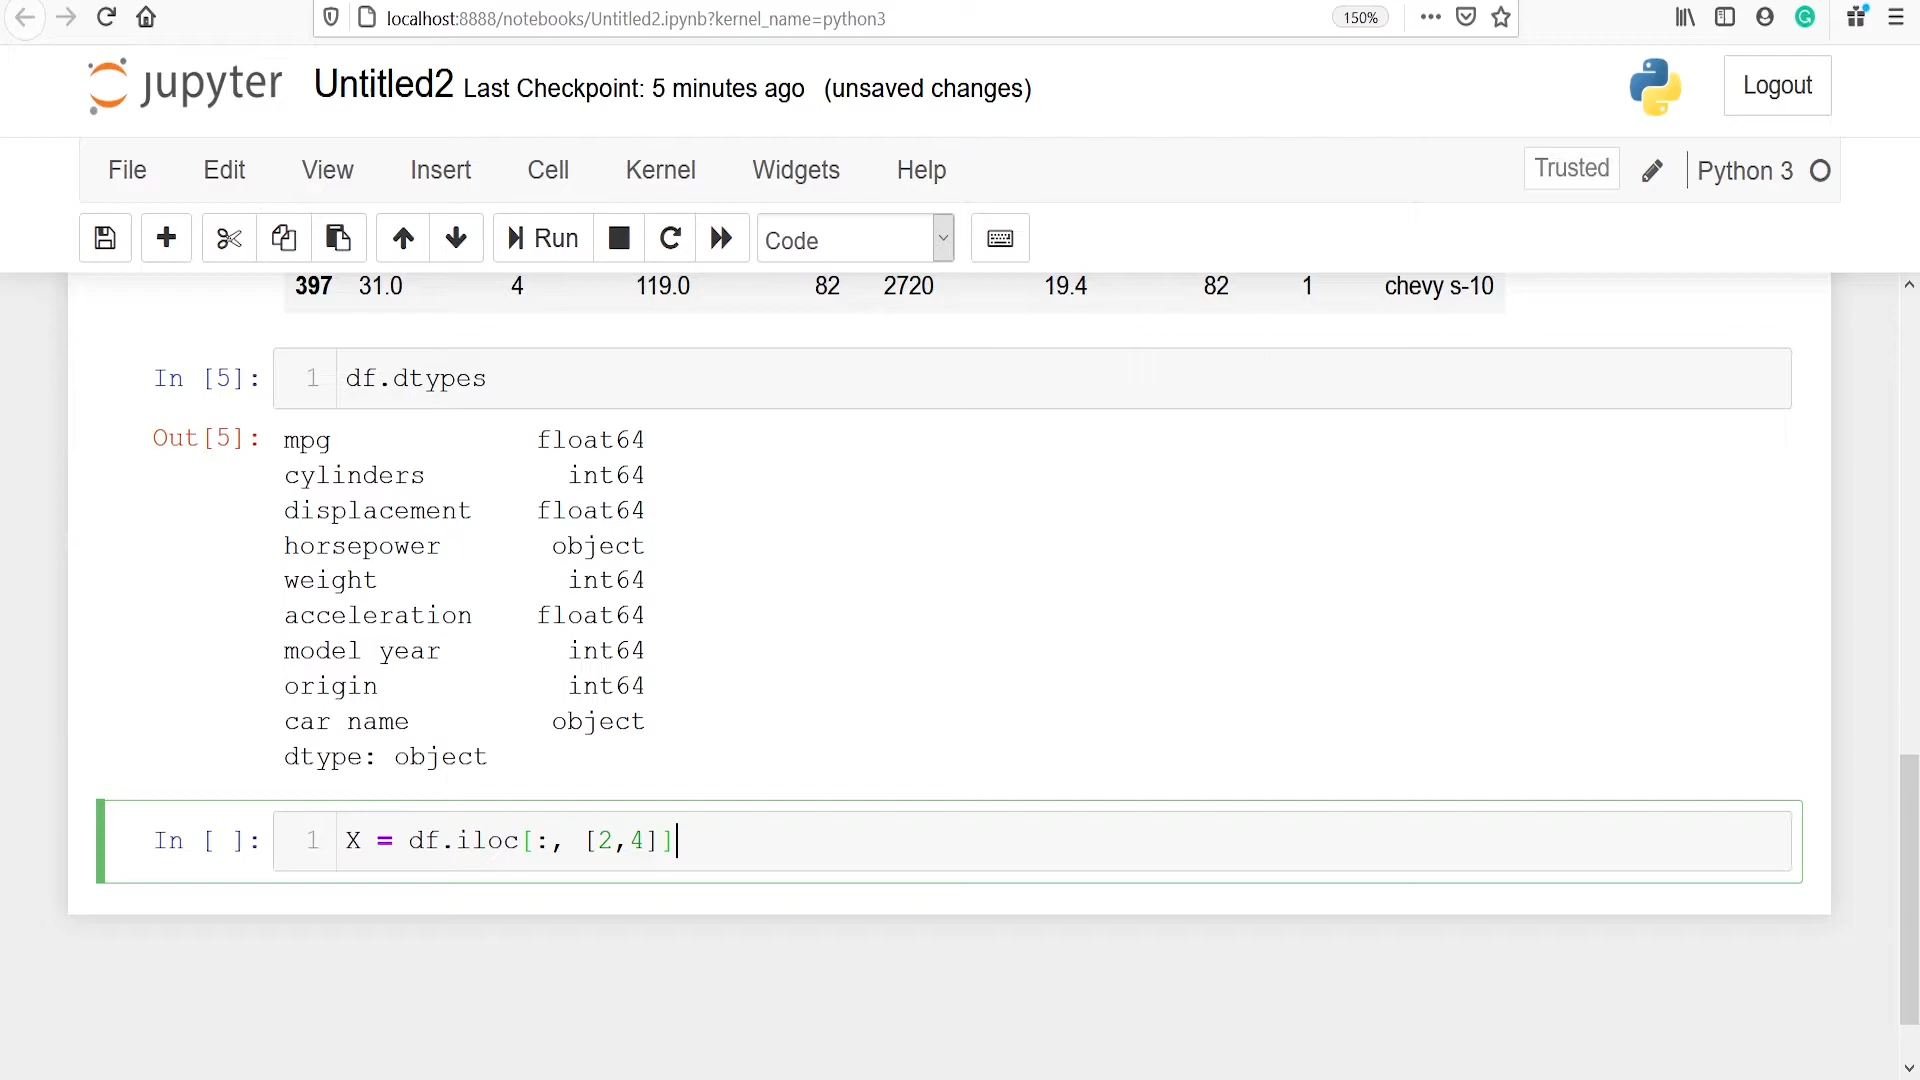 localhost:8888/notebooks/Untitled2.ipynb?kernel_name=python3 150%
jupyter Untitled2 Last Checkpoint: 5 minutes ago (unsaved changes) Logout
File Edit View Insert Cell Kernel Widgets Help Trusted Python 3
Run Code
397 31.0 4 119.0 82 2720 19.4 82 1 chevy s-10
In [5]: 1 df.dtypes
Out[5]: mpg float64
cylinders int64
displacement float64
horsepower object
weight int64
acceleration float64
model year int64
origin int64
car name object
dtype: object
In [ ]: 1 X = df.iloc[:, [2,4]]